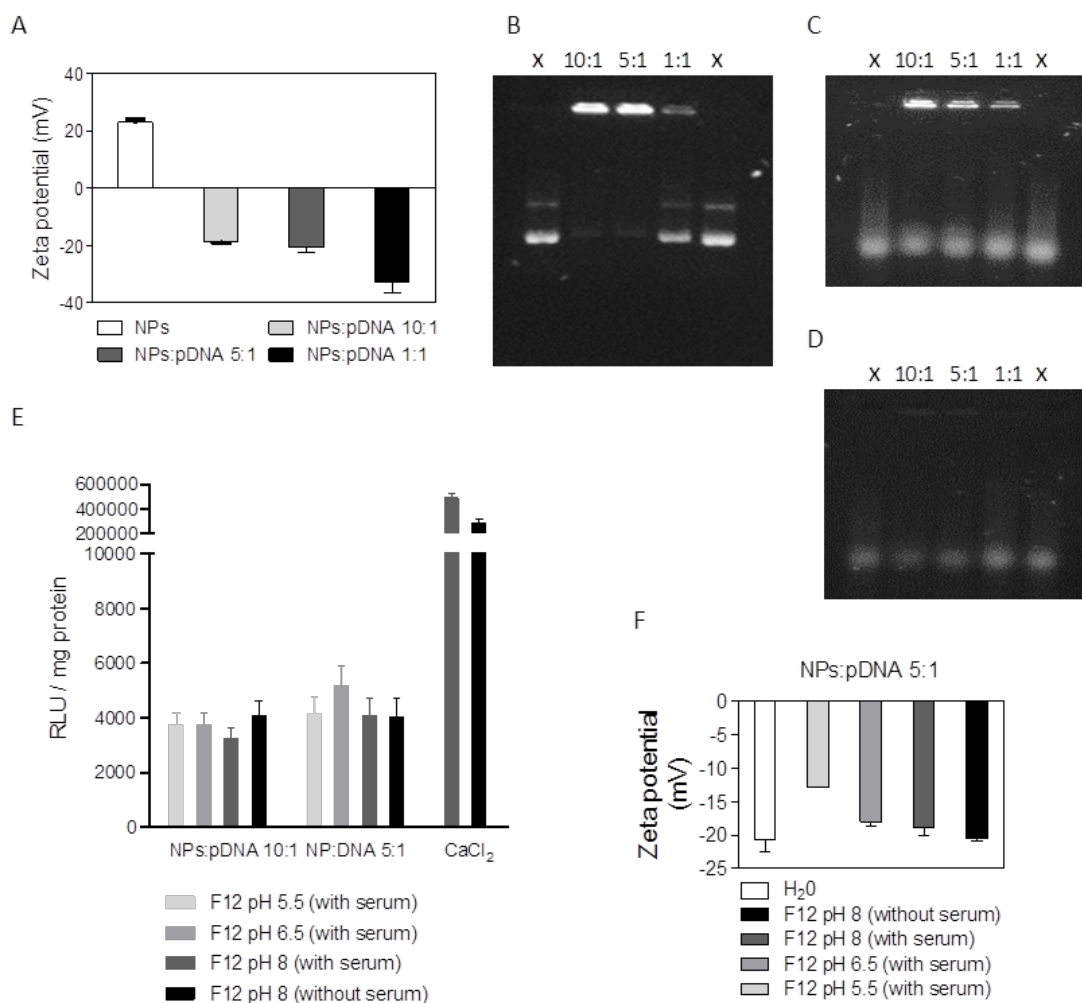 A
Zeta potential (mV)
40
20
0
-20
-40
NPs
NPs:pDNA 10:1
NPs:pDNA 5:1
NPs:pDNA 1:1
B
X 10:1 5:1 1:1 X
C
X 10:1 5:1 1:1 X
D
X 10:1 5:1 1:1 X
E
RLU / mg protein
600000
400000
200000
10000
8000
6000
4000
2000
0
NPs:pDNA 10:1 NP:DNA 5:1 CaCl2
F12 pH 5.5 (with serum)
F12 pH 6.5 (with serum)
F12 pH 8 (with serum)
F12 pH 8 (without serum)
F
NPs:pDNA 5:1
Zeta potential
(mV)
0
-5
-10
-15
-20
-25
H20
F12 pH 8 (without serum)
F12 pH 8 (with serum)
F12 pH 6.5 (with serum)
F12 pH 5.5 (with serum)